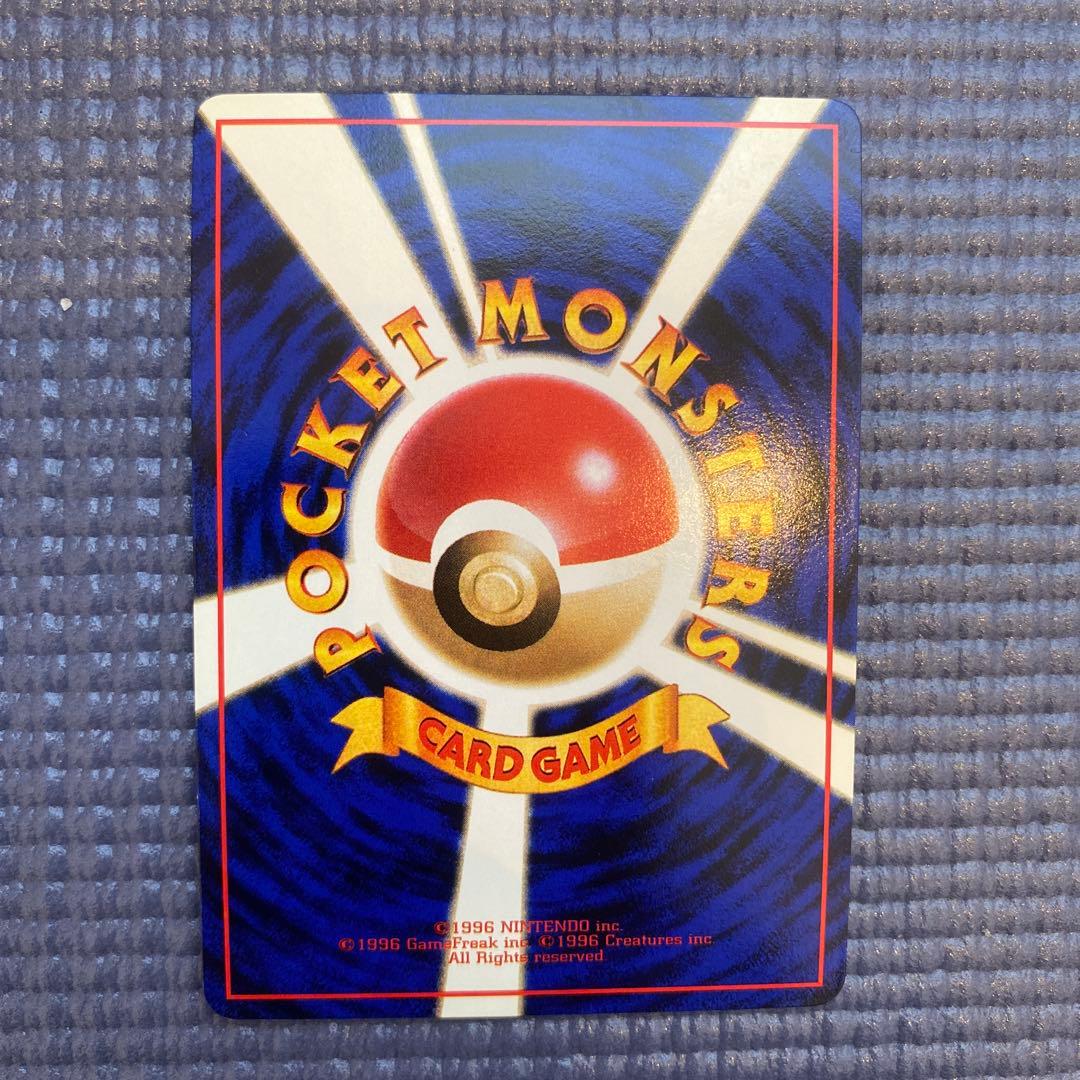 POCKET MONSTERS
CARD GAME
©1996 NINTENDO inc.
©1996 GameFreak inc. ©1996 Creatures inc.
All Rights reserved.